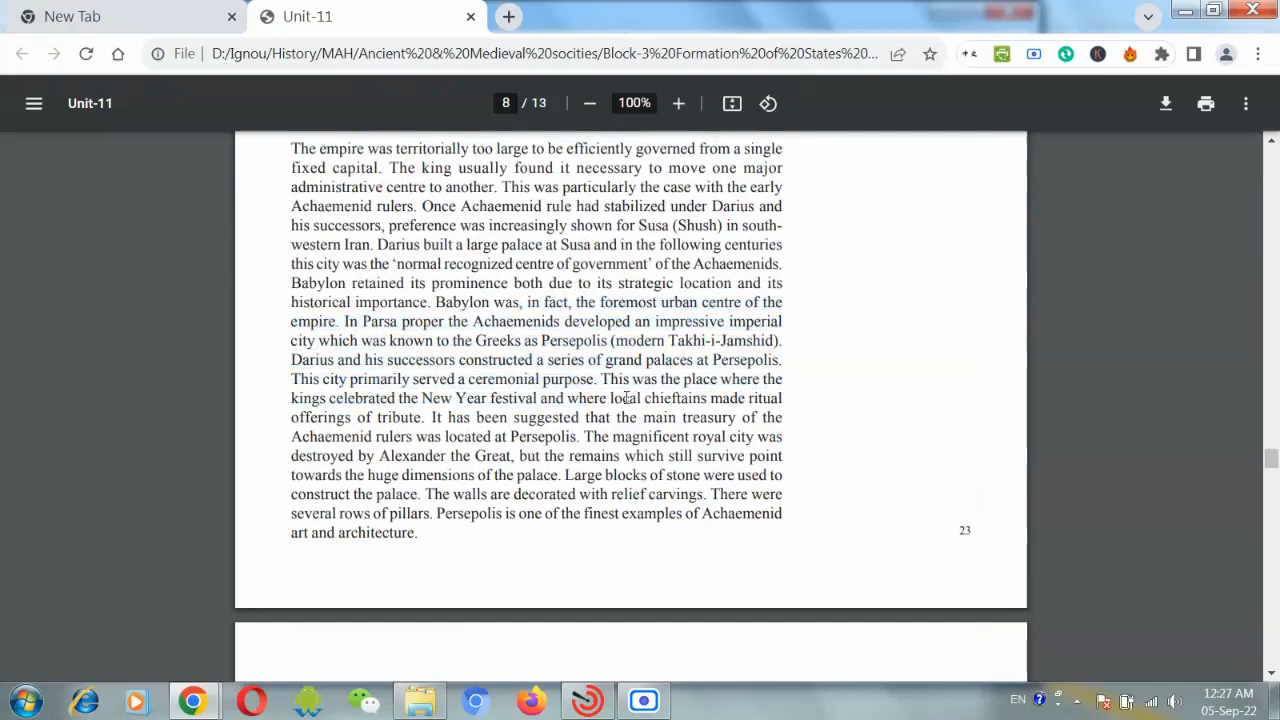 New Tab
Unit-11
File
D:/Ignou/History/MAH/Ancient%20&%20Medieval%20socities/Block-3%20Formation%20of%20States%20...
Unit-11
8 / 13
100%
The empire was territorially too large to be efficiently governed from a single
fixed capital. The king usually found it necessary to move one major
administrative centre to another. This was particularly the case with the early
Achaemenid rulers. Once Achaemenid rule had stabilized under Darius and
his successors, preference was increasingly shown for Susa (Shush) in south-
western Iran. Darius built a large palace at Susa and in the following centuries
this city was the ‘normal recognized centre of government’ of the Achaemenids.
Babylon retained its prominence both due to its strategic location and its
historical importance. Babylon was, in fact, the foremost urban centre of the
empire. In Parsa proper the Achaemenids developed an impressive imperial
city which was known to the Greeks as Persepolis (modern Takhi-i-Jamshid).
Darius and his successors constructed a series of grand palaces at Persepolis.
This city primarily served a ceremonial purpose. This was the place where the
kings celebrated the New Year festival and where local chieftains made ritual
offerings of tribute. It has been suggested that the main treasury of the
Achaemenid rulers was located at Persepolis. The magnificent royal city was
destroyed by Alexander the Great, but the remains which still survive point
towards the huge dimensions of the palace. Large blocks of stone were used to
construct the palace. The walls are decorated with relief carvings. There were
several rows of pillars. Persepolis is one of the finest examples of Achaemenid
art and architecture.
23
EN
12:27 AM
05-Sep-22